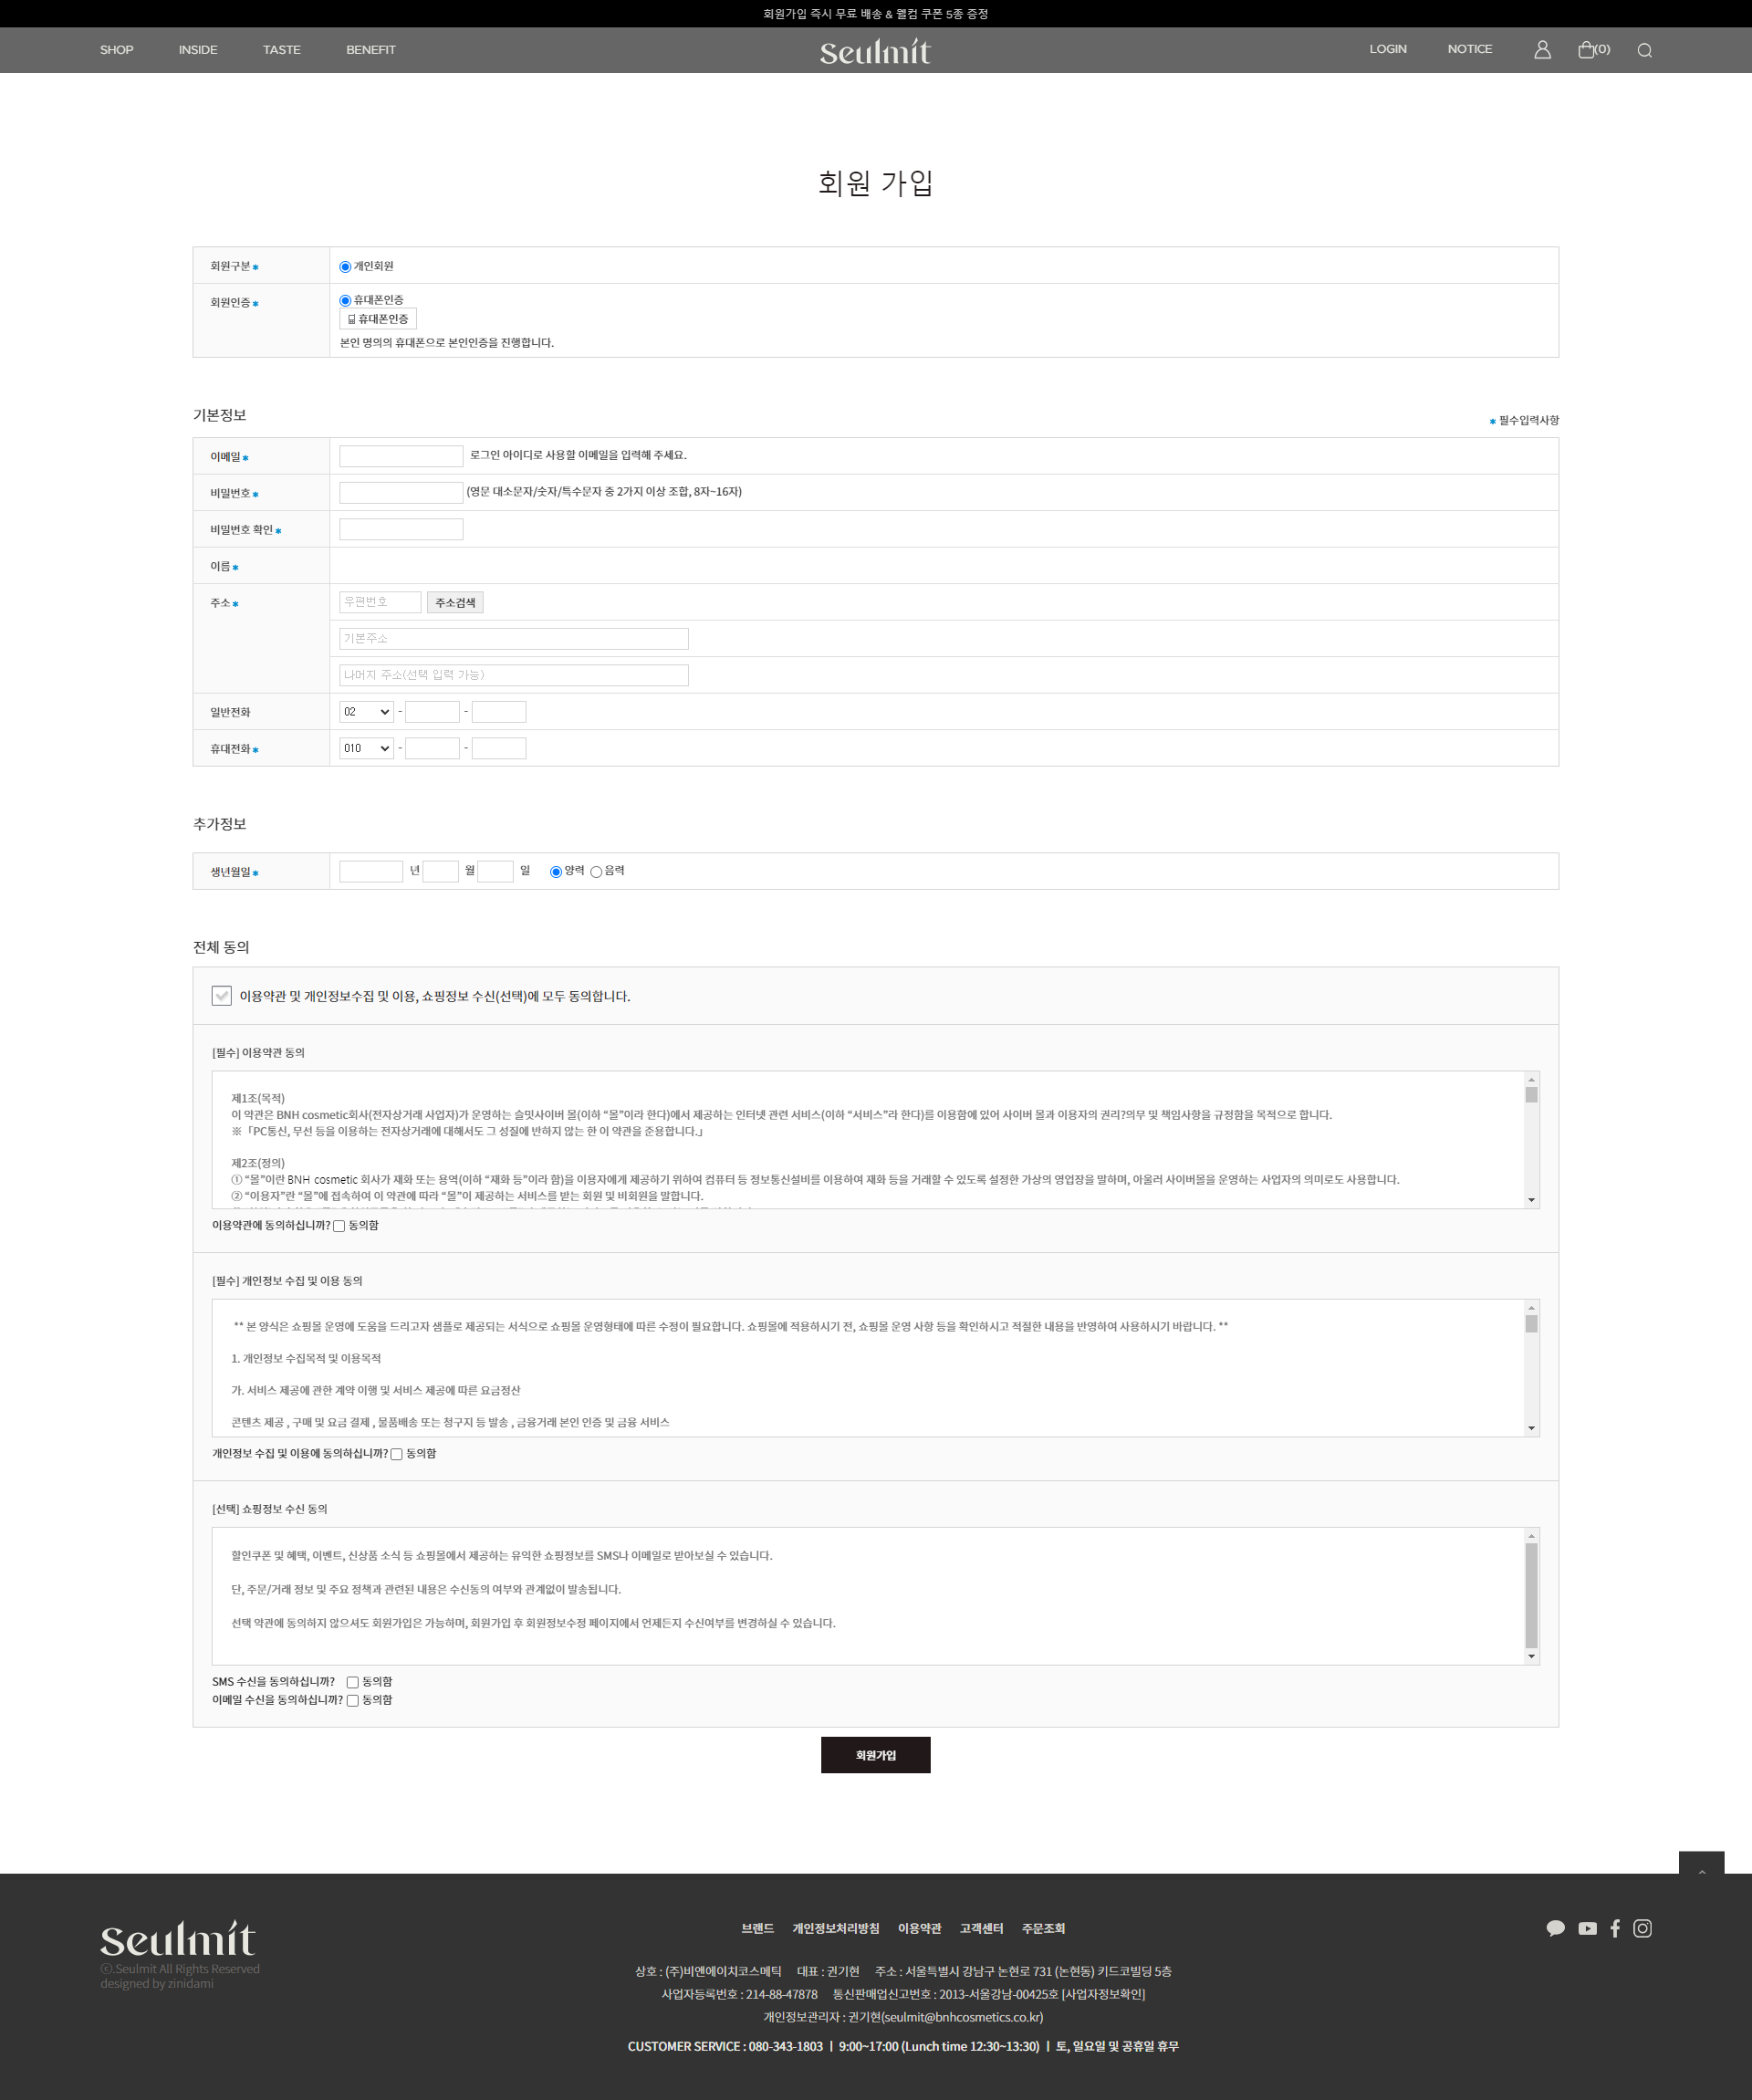 회원가입 즉시 무료 배송 & 웰컴 쿠폰 5종 증정
SHOP INSIDE TASTE BENEFIT Seulmit LOGIN NOTICE (0)
회원 가입
회원구분 개인회원
회원인증 휴대폰인증
휴대폰인증
본인 명의의 휴대폰으로 본인인증을 진행합니다.
기본정보
필수입력사항
이메일 로그인 아이디로 사용할 이메일을 입력해 주세요.
비밀번호 (영문 대소문자/숫자/특수문자 중 2가지 이상 조합, 8자~16자)
비밀번호 확인
이름
주소 우편번호 주소검색
기본주소
나머지 주소(선택 입력 가능)
일반전화 02 - -
휴대전화 010 - -
추가정보
생년월일 년 월 일 양력 음력
전체 동의
이용약관 및 개인정보수집 및 이용, 쇼핑정보 수신(선택)에 모두 동의합니다.
[필수] 이용약관 동의
제1조(목적)
이 약관은 BNH cosmetic회사(전자상거래 사업자)가 운영하는 슬밋사이버 몰(이하 “몰”이라 한다)에서 제공하는 인터넷 관련 서비스(이하 “서비스”라 한다)를 이용함에 있어 사이버 몰과 이용자의 권리?의무 및 책임사항을 규정함을 목적으로 합니다.
※「PC통신, 무선 등을 이용하는 전자상거래에 대해서도 그 성질에 반하지 않는 한 이 약관을 준용합니다.」
제2조(정의)
① “몰”이란 BNH cosmetic 회사가 재화 또는 용역(이하 “재화 등”이라 함)을 이용자에게 제공하기 위하여 컴퓨터 등 정보통신설비를 이용하여 재화 등을 거래할 수 있도록 설정한 가상의 영업장을 말하며, 아울러 사이버몰을 운영하는 사업자의 의미로도 사용합니다.
② “이용자”란 “몰”에 접속하여 이 약관에 따라 “몰”이 제공하는 서비스를 받는 회원 및 비회원을 말합니다.
이용약관에 동의하십니까? 동의함
[필수] 개인정보 수집 및 이용 동의
** 본 양식은 쇼핑몰 운영에 도움을 드리고자 샘플로 제공되는 서식으로 쇼핑몰 운영형태에 따른 수정이 필요합니다. 쇼핑몰에 적용하시기 전, 쇼핑몰 운영 사항 등을 확인하시고 적절한 내용을 반영하여 사용하시기 바랍니다. **
1. 개인정보 수집목적 및 이용목적
가. 서비스 제공에 관한 계약 이행 및 서비스 제공에 따른 요금정산
콘텐츠 제공 , 구매 및 요금 결제 , 물품배송 또는 청구지 등 발송 , 금융거래 본인 인증 및 금융 서비스
개인정보 수집 및 이용에 동의하십니까? 동의함
[선택] 쇼핑정보 수신 동의
할인쿠폰 및 혜택, 이벤트, 신상품 소식 등 쇼핑몰에서 제공하는 유익한 쇼핑정보를 SMS나 이메일로 받아보실 수 있습니다.
단, 주문/거래 정보 및 주요 정책과 관련된 내용은 수신동의 여부와 관계없이 발송됩니다.
선택 약관에 동의하지 않으셔도 회원가입은 가능하며, 회원가입 후 회원정보수정 페이지에서 언제든지 수신여부를 변경하실 수 있습니다.
SMS 수신을 동의하십니까? 동의함
이메일 수신을 동의하십니까? 동의함
회원가입
seulmit
ⓒ.Seulmit All Rights Reserved
designed by zinidami
브랜드 개인정보처리방침 이용약관 고객센터 주문조회
상호 : (주)비엔에이치코스메틱 대표 : 권기현 주소 : 서울특별시 강남구 논현로 731 (논현동) 키드코빌딩 5층
사업자등록번호 : 214-88-47878 통신판매업신고번호 : 2013-서울강남-00425호 [사업자정보확인]
개인정보관리자 : 권기현(seulmit@bnhcosmetics.co.kr)
CUSTOMER SERVICE : 080-343-1803 ㅣ 9:00~17:00 (Lunch time 12:30~13:30) ㅣ 토, 일요일 및 공휴일 휴무